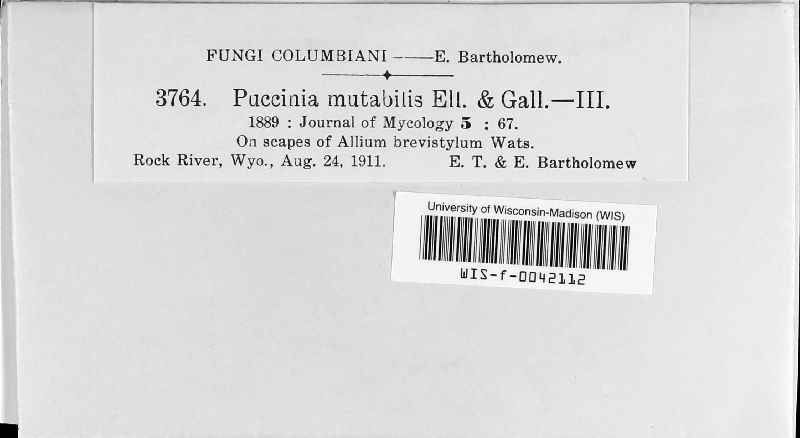 FUNGI COLUMBIANI——E. Bartholomew.
3764. Puccinia mutabilis Ell. & Gall.—III.
1889 : Journal of Mycology 5 : 67.
On scapes of Allium brevistylum Wats.
Rock River, Wyo., Aug. 24, 1911. E. T. & E. Bartholomew
University of Wisconsin-Madison (WIS)
WIS-f-0042112